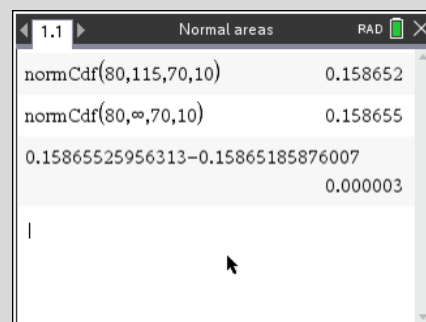 1.1 Normal areas RAD
normCdf(80,115,70,10) 0.158652
normCdf(80,∞,70,10) 0.158655
0.15865525956313−0.15865185876007
0.000003